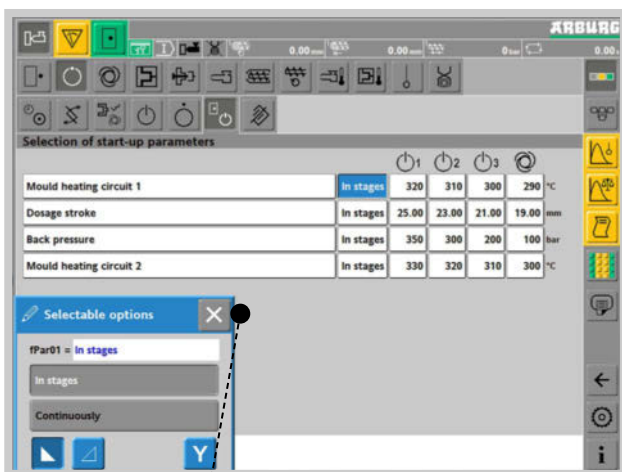 ARBURG
0.00 mm 0.00 mm 0 bar 0.00
Selection of start-up parameters
1 2 3
Mould heating circuit 1 In stages 320 310 300 290 °C
Dosage stroke In stages 25.00 23.00 21.00 19.00 mm
Back pressure In stages 350 300 200 100 bar
Mould heating circuit 2 In stages 330 320 310 300 °C
Selectable options
fPar01 = In stages
In stages
Continuously
Y
i